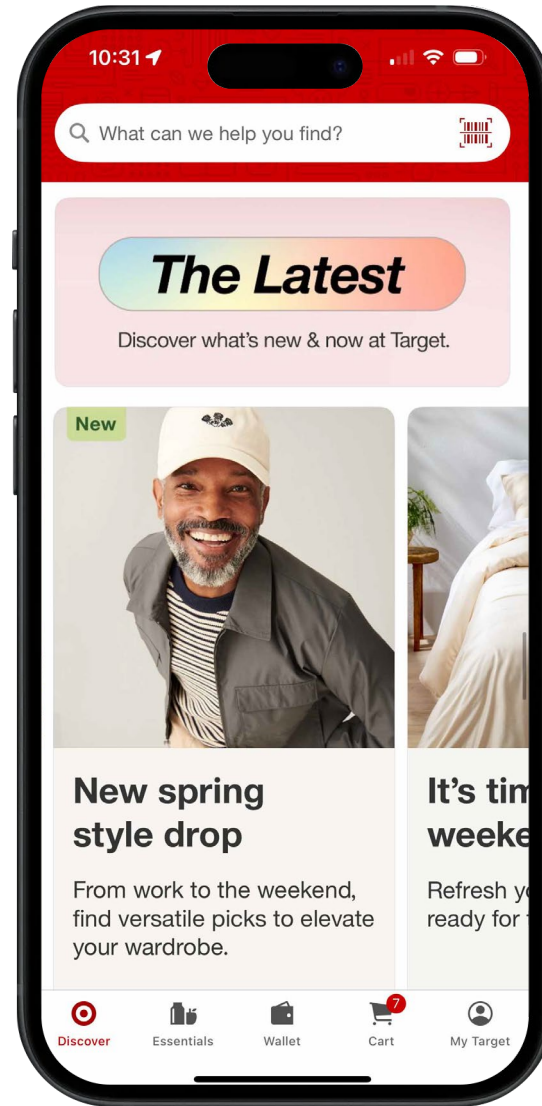 10:31
What can we help you find?
The Latest
Discover what's new & now at Target.
New
New spring
style drop
From work to the weekend,
find versatile picks to elevate
your wardrobe.
It's
Refresh
ready for
Discover
Essentials
Wallet
7
Cart
My Target